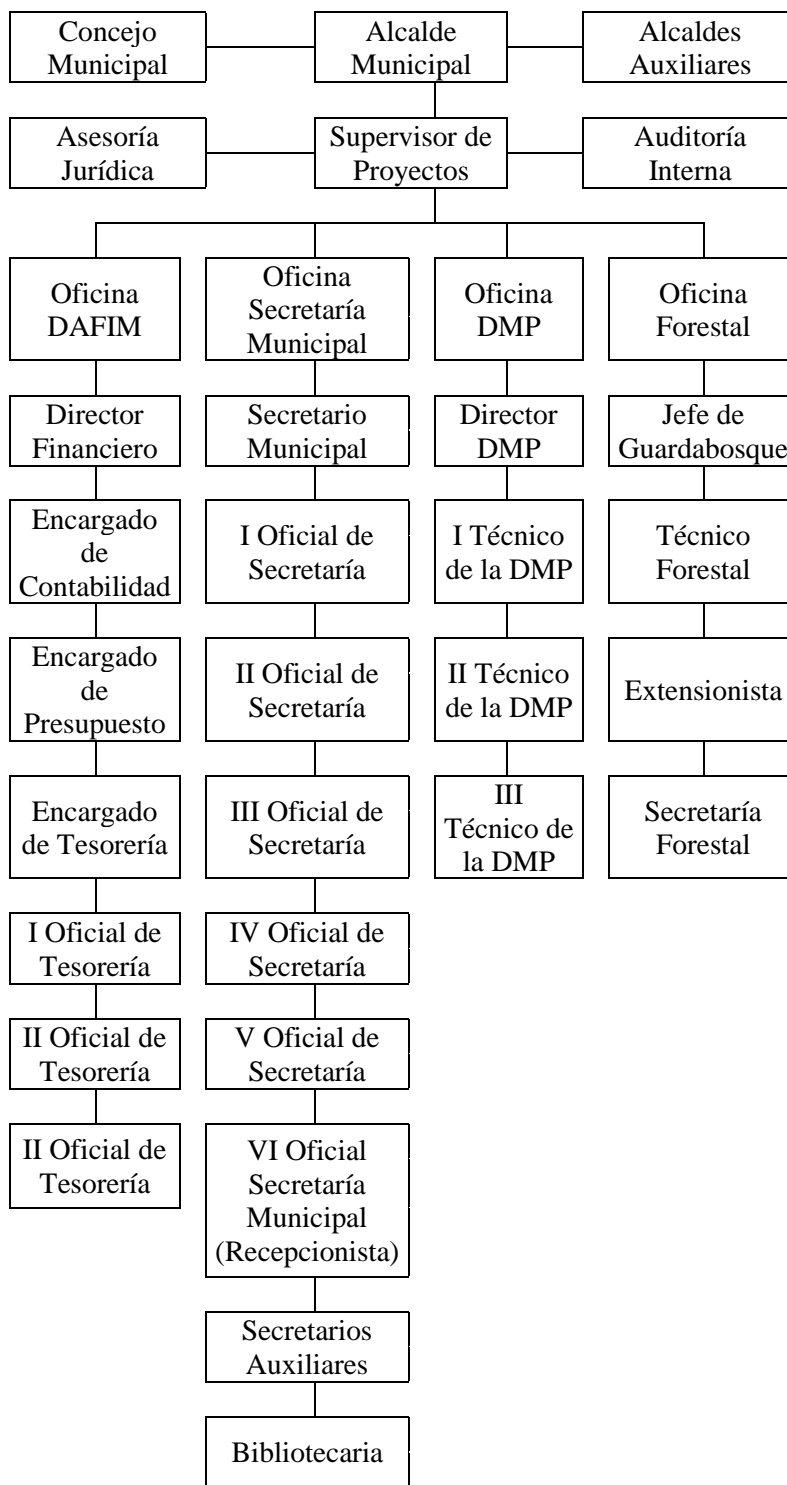 Concejo
Municipal
Alcalde
Municipal
Alcaldes
Auxiliares
Asesoría
Jurídica
Supervisor de
Proyectos
Auditoría
Interna
Oficina
DAFIM
Oficina
Secretaría
Municipal
Oficina
DMP
Oficina
Forestal
Director
Financiero
Secretario
Municipal
Director
DMP
Jefe de
Guardabosque
Encargado
de
Contabilidad
I Oficial de
Secretaría
I Técnico
de la DMP
Técnico
Forestal
Encargado
de
Presupuesto
II Oficial de
Secretaría
II Técnico
de la DMP
Extensionista
Encargado
de Tesorería
III Oficial de
Secretaría
III
Técnico de
la DMP
Secretaría
Forestal
I Oficial de
Tesorería
IV Oficial de
Secretaría
II Oficial de
Tesorería
V Oficial de
Secretaría
II Oficial de
Tesorería
VI Oficial
Secretaría
Municipal
(Recepcionista)
Secretarios
Auxiliares
Bibliotecaria